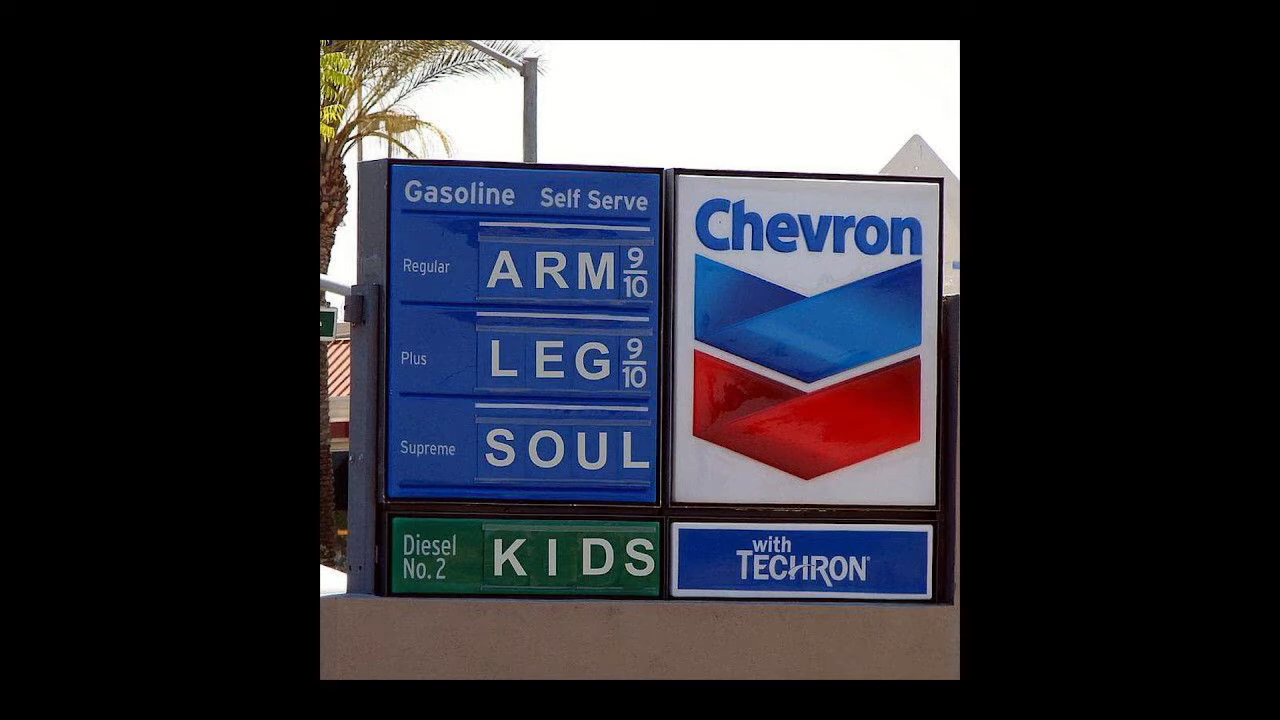 Gasoline Self Serve
Regular ARM 9/10
Plus LEG 9/10
Supreme SOUL
Diesel No. 2 KIDS
Chevron
with
TECHRON®